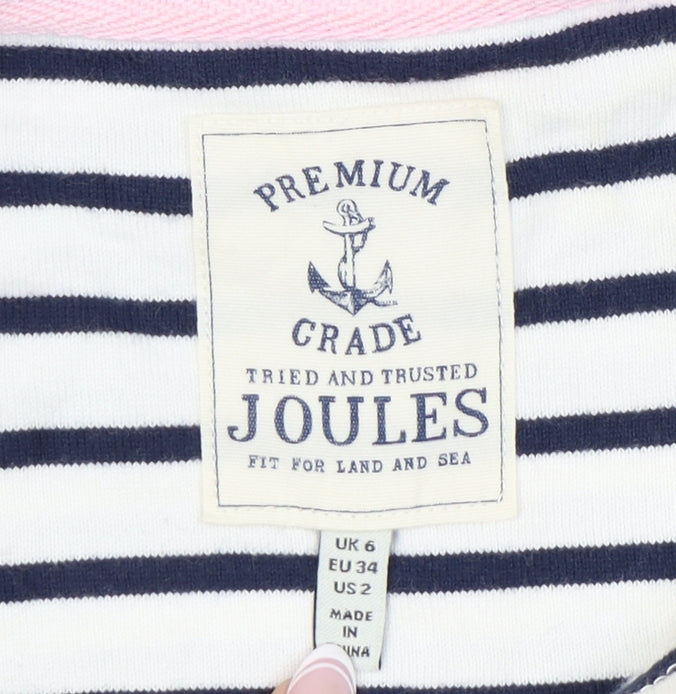 PREMIUM
GRADE
TRIED AND TRUSTED
JOULES
FIT FOR LAND AND SEA
UK 6
EU 34
US 2
MADE
IN